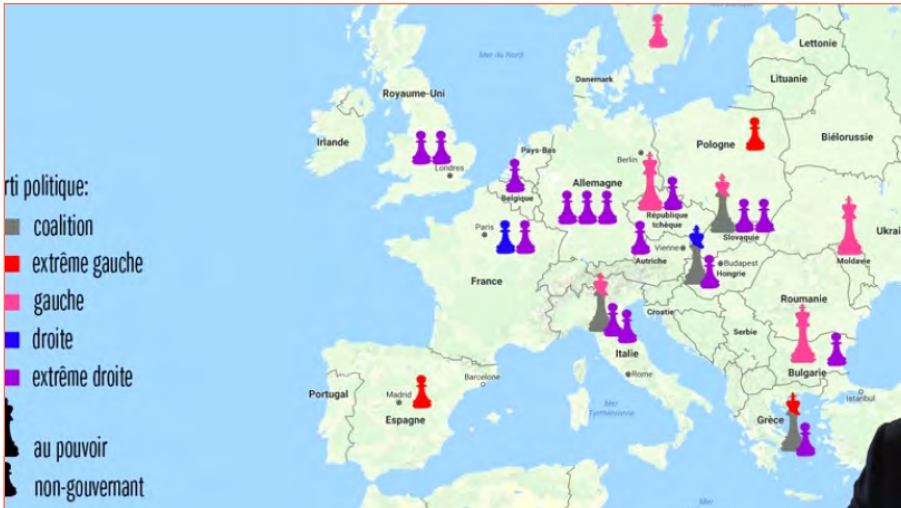 Mer du Nord
Lettonie
Danemark
Lituanie
Royaume-Uni
Irlande
Biélorussie
Pologne
Berlin
Pays-Bas
Londres
Allemagne
Belgique
rti politique:
coalition
extrême gauche
gauche
droite
extrême droite
au pouvoir
non-gouvernant
République
tchèque
Paris
Slovaquie
Ukrai
Vienne
Autriche
Budapest
Hongrie
Moldavie
France
Croatie
Roumanie
Serbie
Italie
Bulgarie
Barcelone
Rome
Portugal
Madrid
Espagne
Istanbul
Mer
Tyrrhénienne
Grèce
Mer